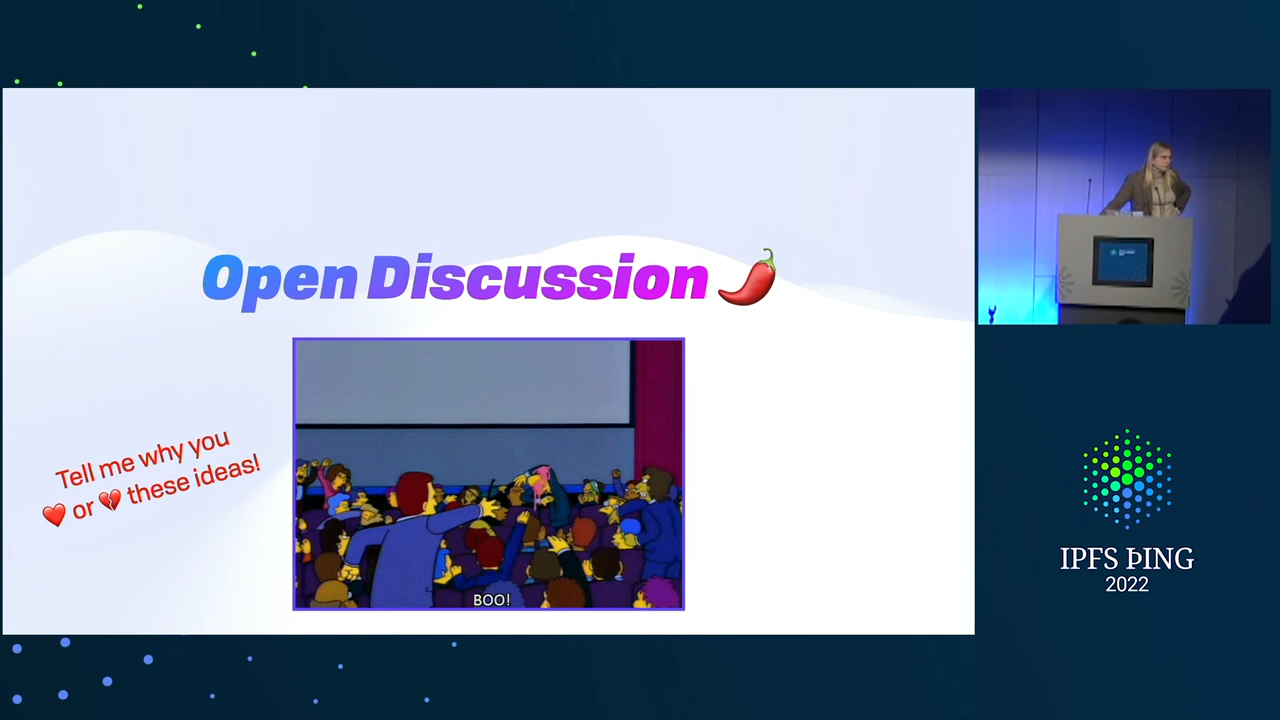 Open Discussion 🌶️
Tell me why you
❤️ or 💔 these ideas!
BOO!
IPFS ÞING
2022